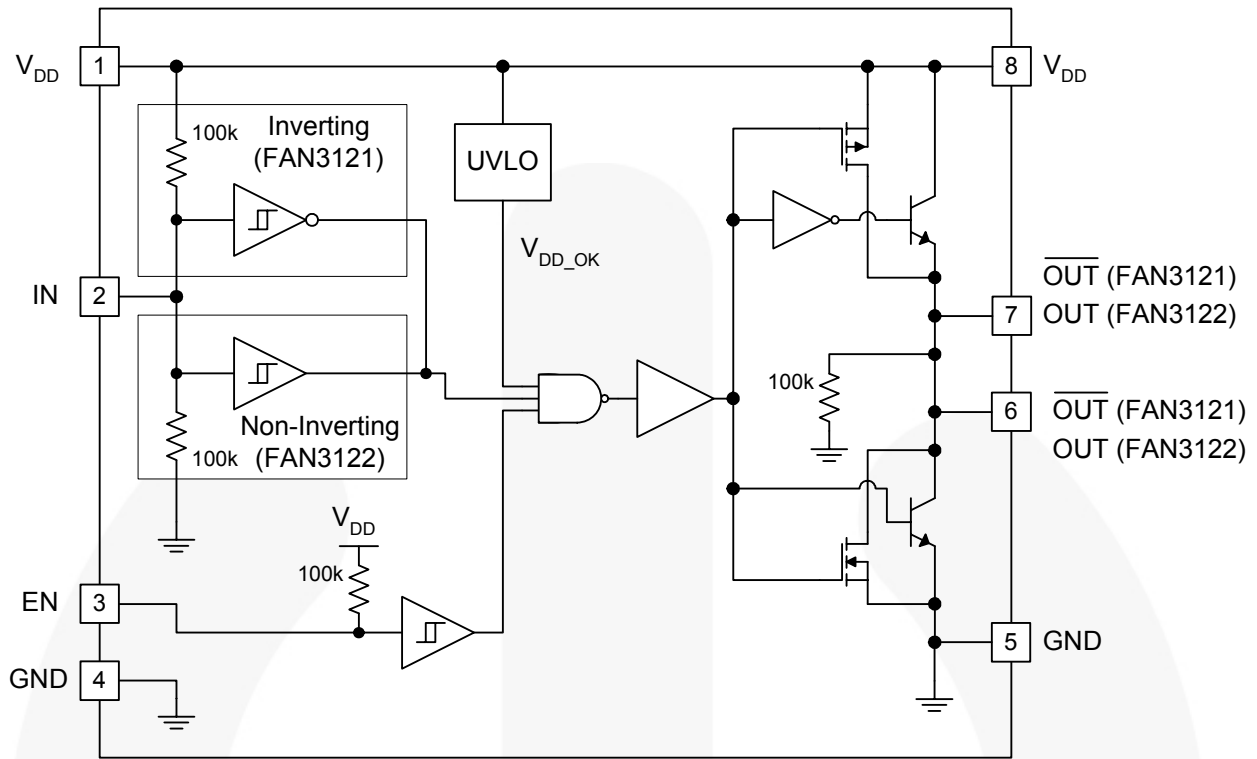 V_DD 1
8 V_DD
100k
Inverting
(FAN3121)
UVLO
V_DD_OK
IN 2
OUT (FAN3121)
7 OUT (FAN3122)
100k
Non-Inverting
(FAN3122)
100k
6 OUT (FAN3121)
OUT (FAN3122)
V_DD
100k
EN 3
5 GND
GND 4